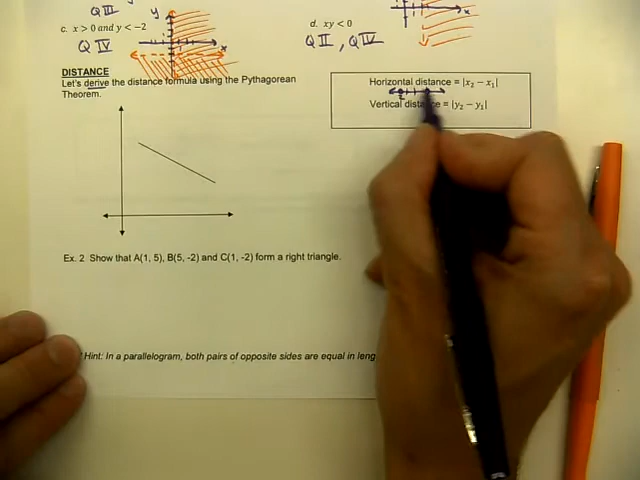 Q III
c. x > 0 and y < −2
y
x
Q IV
d. xy < 0
x
Q II, Q IV
DISTANCE
Let's derive the distance formula using the Pythagorean
Theorem.
Horizontal distance = |x₂ − x₁|
2
Vertical distance = |y₂ − y₁|
Ex. 2 Show that A(1, 5), B(5, -2) and C(1, -2) form a right triangle.
Hint: In a parallelogram, both pairs of opposite sides are equal in